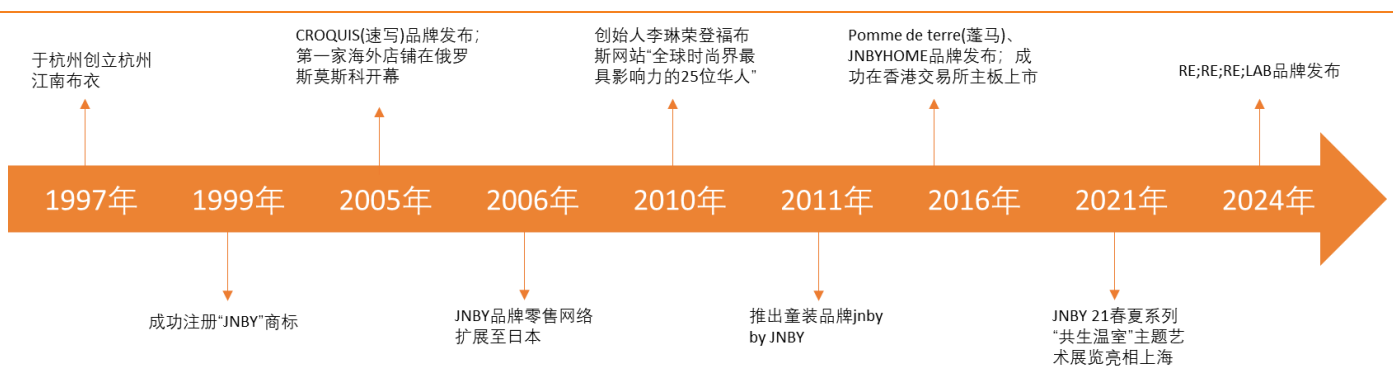 于杭州创立杭州
江南布衣
CROQUIS(速写)品牌发布；
第一家海外店铺在俄罗
斯莫斯科开幕
创始人李琳荣登福布
斯网站“全球时尚界最
具影响力的25位华人”
Pomme de terre(蓬马)、
JNBYHOME品牌发布；成
功在香港交易所主板上市
RE;RE;RE;LAB品牌发布
1997年
1999年
2005年
2006年
2010年
2011年
2016年
2021年
2024年
成功注册“JNBY”商标
JNBY品牌零售网络
扩展至日本
推出童装品牌jnby
by JNBY
JNBY 21春夏系列
“共生温室”主题艺
术展览亮相上海